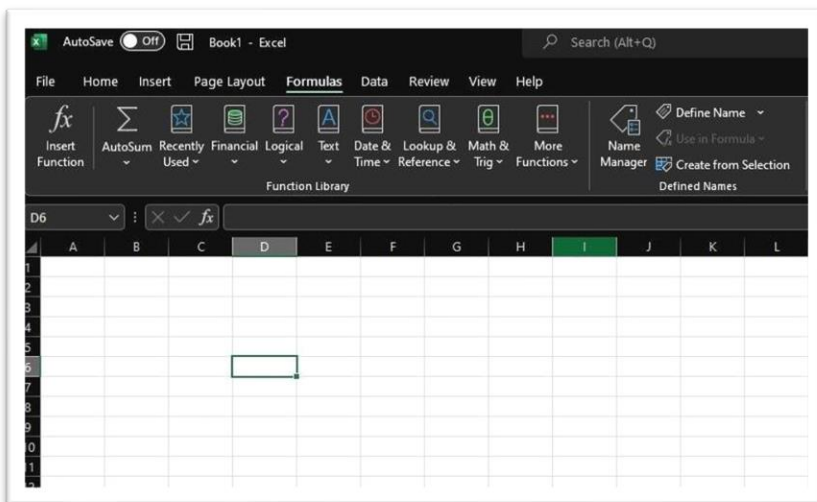 AutoSave Off Book1 - Excel Search (Alt+Q)
File Home Insert Page Layout Formulas Data Review View Help
fx Σ ? A Q θ Define Name
Insert AutoSum Recently Financial Logical Text Date & Lookup & Math & More Name Use in Formula
Function Used Time Reference Trig Functions Manager Create from Selection
Function Library Defined Names
D6 fx
A B C D E F G H I J K L
1
2
3
4
5
6
7
8
9
10
11